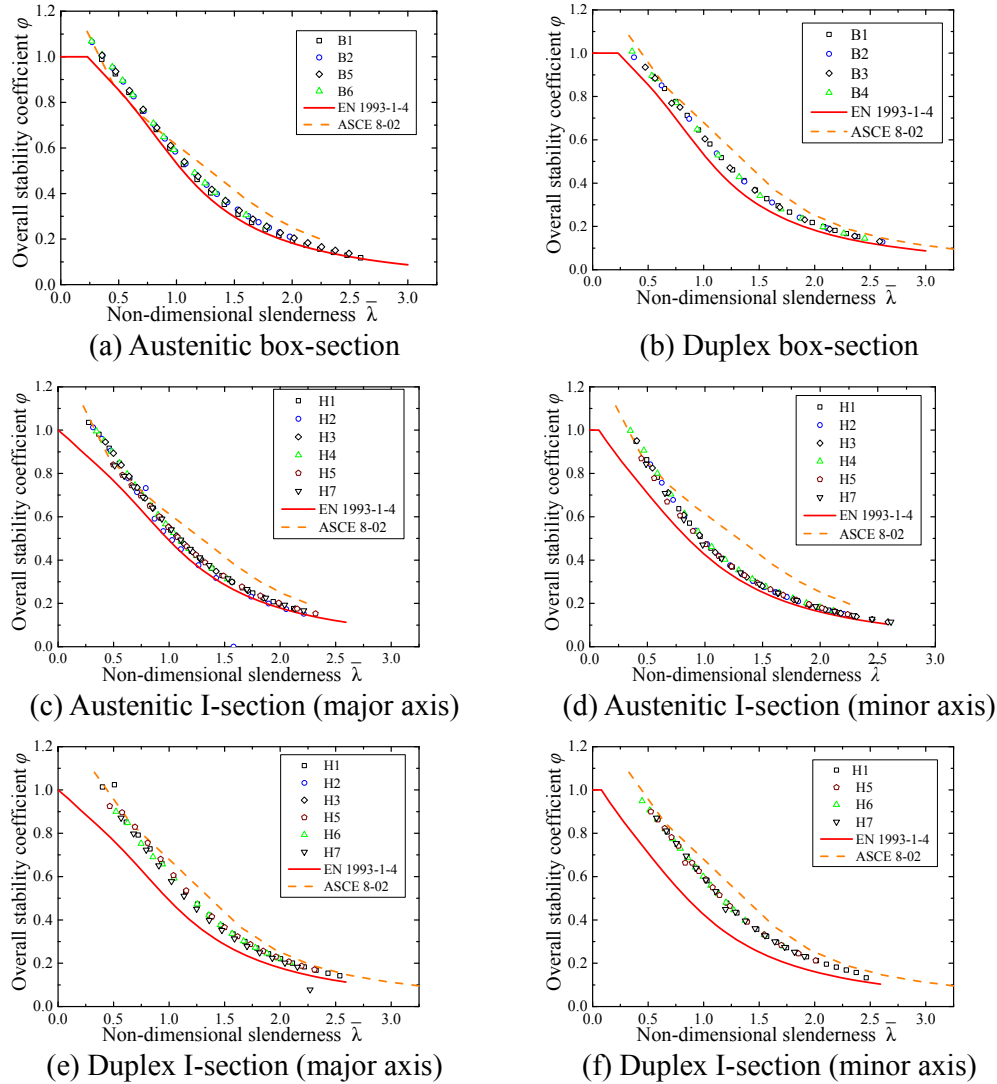 1.2
1.0
0.8
0.6
0.4
0.2
0.0
Overall stability coefficient φ
B1
B2
B5
B6
EN 1993-1-4
ASCE 8-02
0.0 0.5 1.0 1.5 2.0 2.5 3.0
Non-dimensional slenderness λ̄
(a) Austenitic box-section
1.2
1.0
0.8
0.6
0.4
0.2
0.0
Overall stability coefficient φ
B1
B2
B3
B4
EN 1993-1-4
ASCE 8-02
0.0 0.5 1.0 1.5 2.0 2.5 3.0
Non-dimensional slenderness λ̄
(b) Duplex box-section
1.2
1.0
0.8
0.6
0.4
0.2
0.0
Overall stability coefficient φ
H1
H2
H3
H4
H5
H7
EN 1993-1-4
ASCE 8-02
0.0 0.5 1.0 1.5 2.0 2.5 3.0
Non-dimensional slenderness λ̄
(c) Austenitic I-section (major axis)
1.2
1.0
0.8
0.6
0.4
0.2
0.0
Overall stability coefficient φ
H1
H2
H3
H4
H5
H7
EN 1993-1-4
ASCE 8-02
0.0 0.5 1.0 1.5 2.0 2.5 3.0
Non-dimensional slenderness λ
(d) Austenitic I-section (minor axis)
1.2
1.0
0.8
0.6
0.4
0.2
0.0
Overall stability coefficient φ
H1
H2
H3
H5
H6
H7
EN 1993-1-4
ASCE 8-02
0.0 0.5 1.0 1.5 2.0 2.5 3.0
Non-dimensional slenderness λ̄
(e) Duplex I-section (major axis)
1.2
1.0
0.8
0.6
0.4
0.2
0.0
Overall stability coefficient φ
H1
H5
H6
H7
EN 1993-1-4
ASCE 8-02
0.0 0.5 1.0 1.5 2.0 2.5 3.0
Non-dimensional slenderness λ̄
(f) Duplex I-section (minor axis)